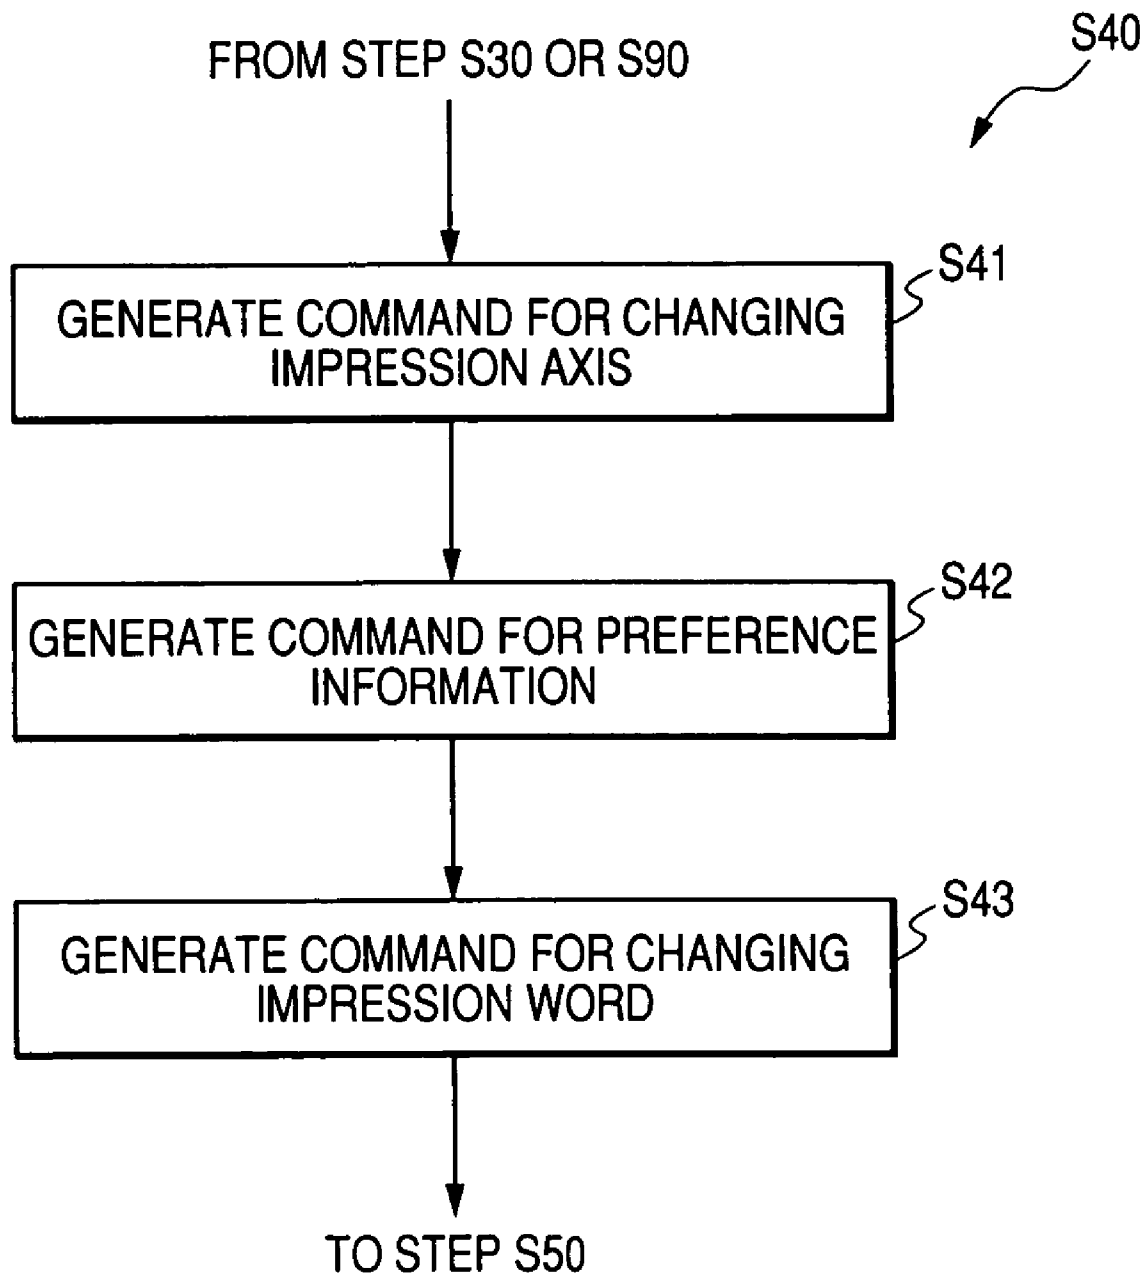 S40
FROM STEP S30 OR S90
S41
GENERATE COMMAND FOR CHANGING
IMPRESSION AXIS
S42
GENERATE COMMAND FOR PREFERENCE
INFORMATION
S43
GENERATE COMMAND FOR CHANGING
IMPRESSION WORD
TO STEP S50